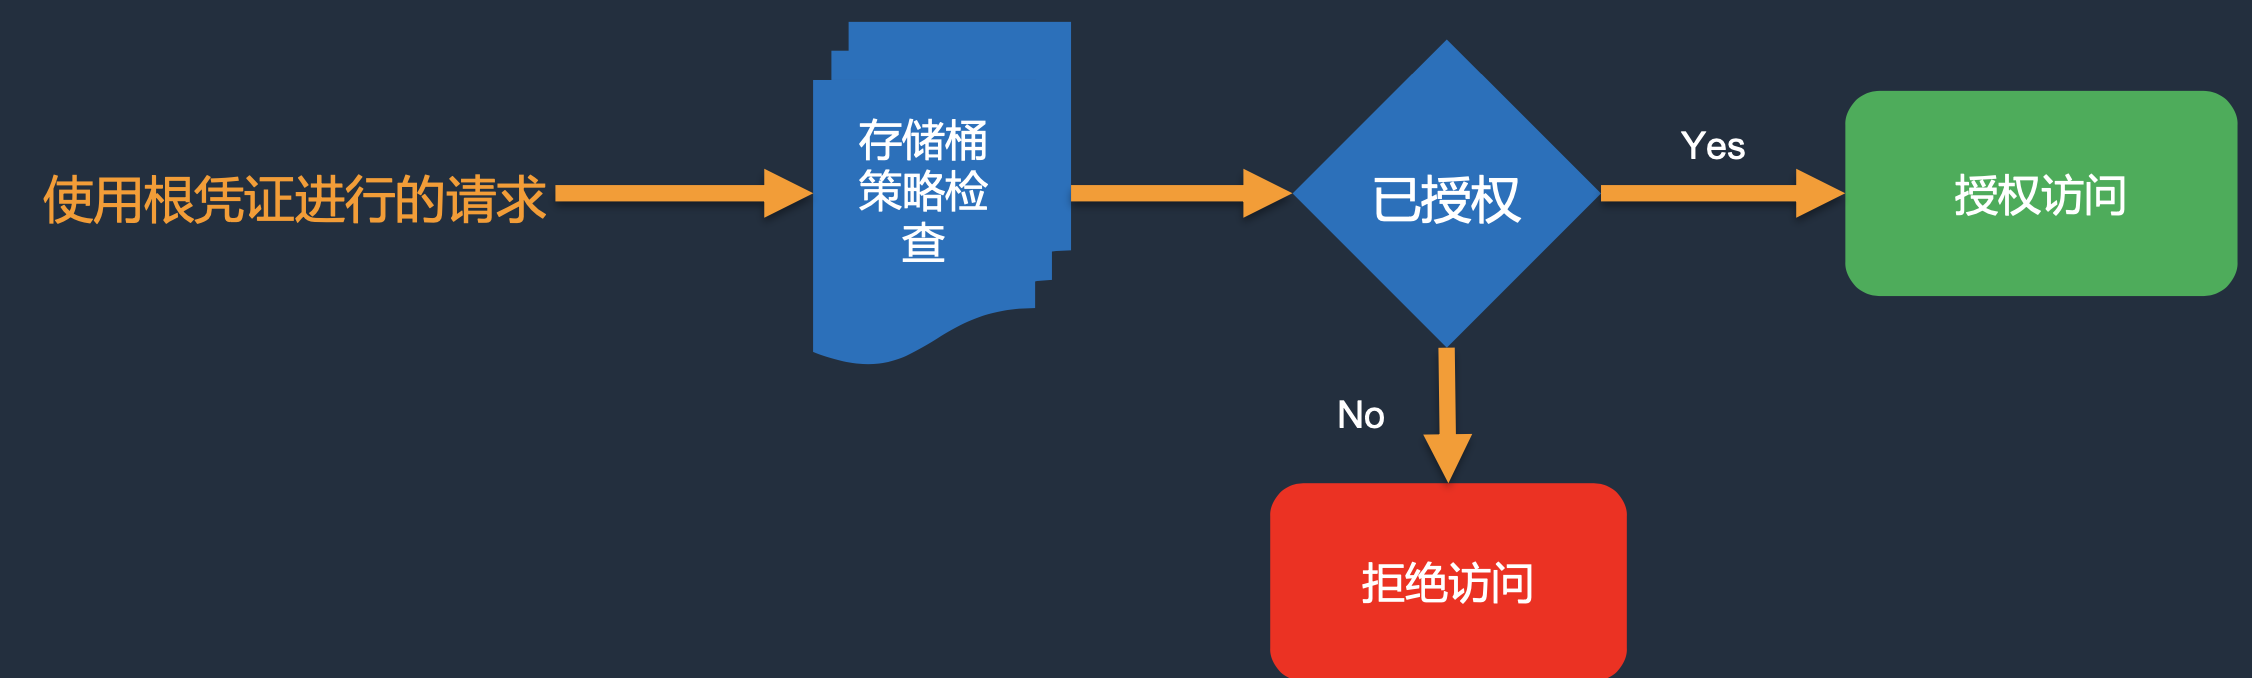 使用根凭证进行的请求
存储桶
策略检
查
已授权
Yes
授权访问
No
拒绝访问